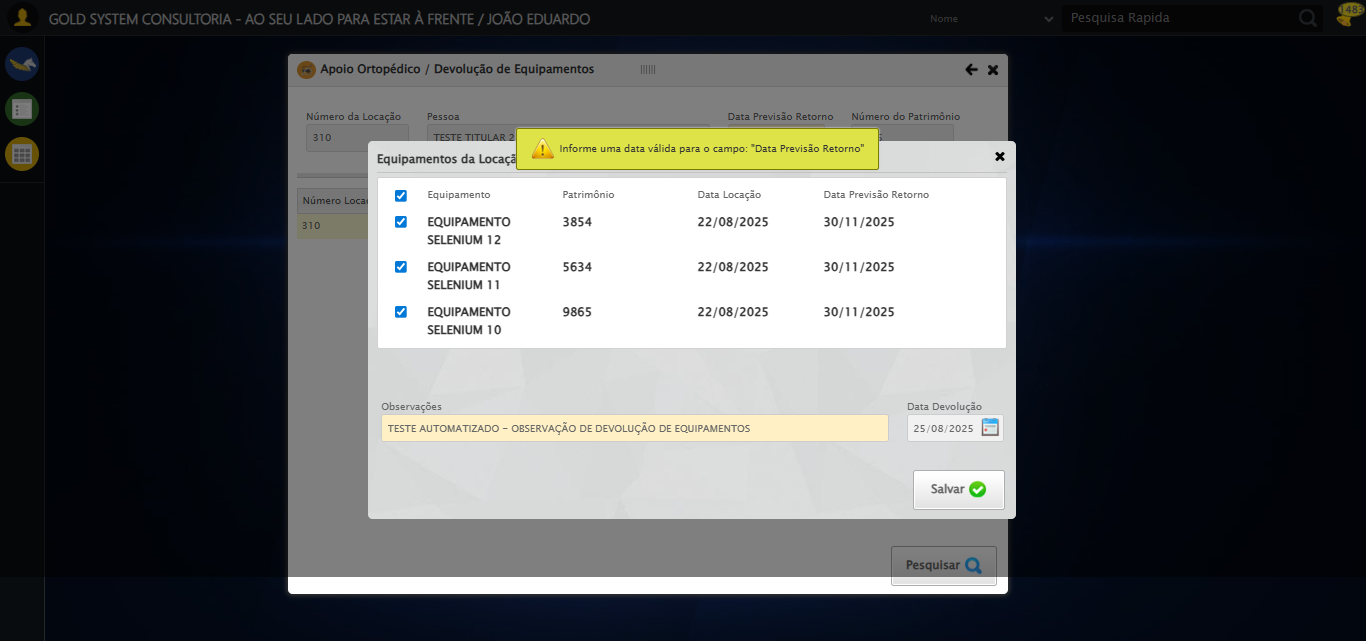 GOLD SYSTEM CONSULTORIA - AO SEU LADO PARA ESTAR À FRENTE / JOÃO EDUARDO
Nome
Pesquisa Rapida
Apoio Ortopédico / Devolução de Equipamentos
Número da Locação
Pessoa
Data Previsão Retorno
Número do Patrimônio
310
TESTE TITULAR
Informe uma data válida para o campo: "Data Previsão Retorno"
Equipamentos da Locaçã
Número Loca
310
Equipamento
Patrimônio
Data Locação
Data Previsão Retorno
EQUIPAMENTO
SELENIUM 12
3854
22/08/2025
30/11/2025
EQUIPAMENTO
SELENIUM 11
5634
22/08/2025
30/11/2025
EQUIPAMENTO
SELENIUM 10
9865
22/08/2025
30/11/2025
Observações
Data Devolução
TESTE AUTOMATIZADO - OBSERVAÇÃO DE DEVOLUÇÃO DE EQUIPAMENTOS
25/08/2025
Salvar
Pesquisar